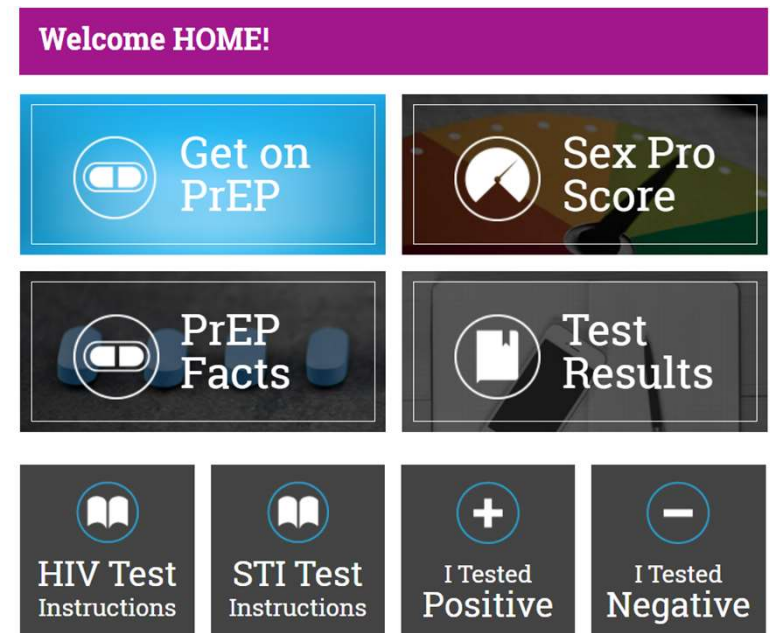 Welcome HOME!
Get on
PrEP
Sex Pro
Score
PrEP
Facts
Test
Results
HIV Test
Instructions
STI Test
Instructions
I Tested
Positive
I Tested
Negative